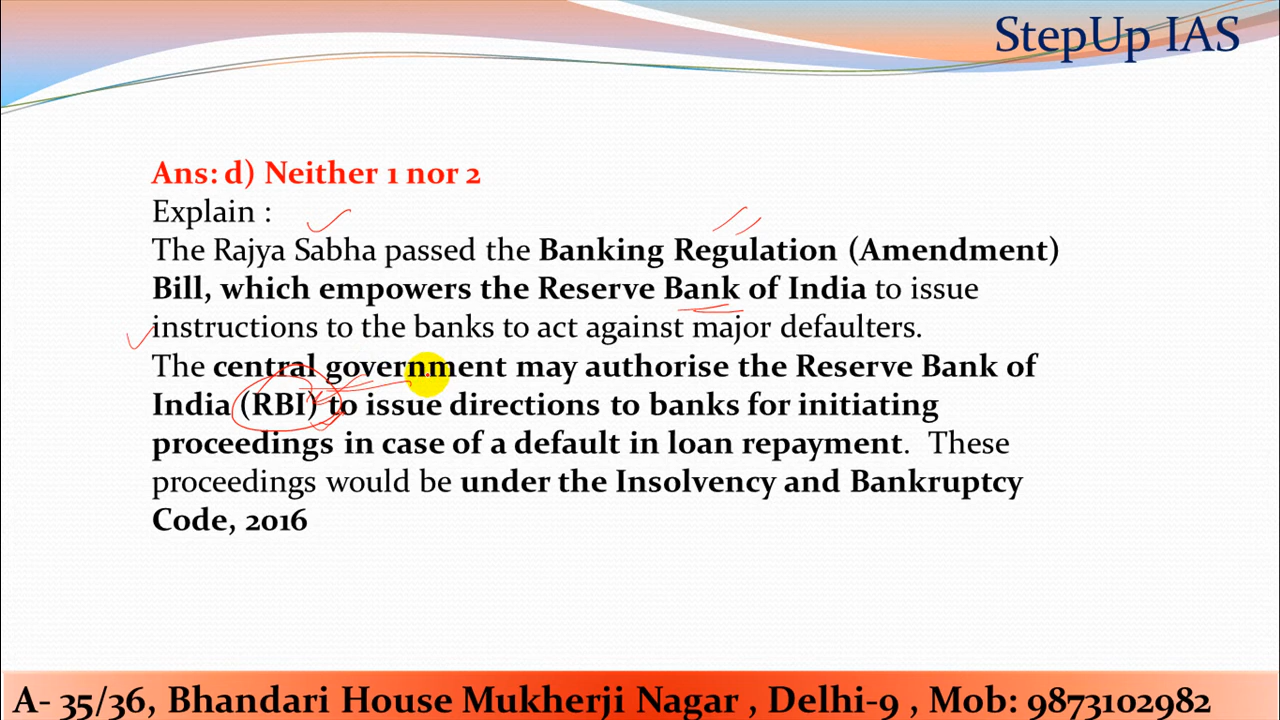 StepUp IAS
Ans: d) Neither 1 nor 2
Explain :
The Rajya Sabha passed the Banking Regulation (Amendment)
Bill, which empowers the Reserve Bank of India to issue
instructions to the banks to act against major defaulters.
The central government may authorise the Reserve Bank of
India (RBI) to issue directions to banks for initiating
proceedings in case of a default in loan repayment. These
proceedings would be under the Insolvency and Bankruptcy
Code, 2016
A- 35/36, Bhandari House Mukherji Nagar , Delhi-9 , Mob: 9873102982